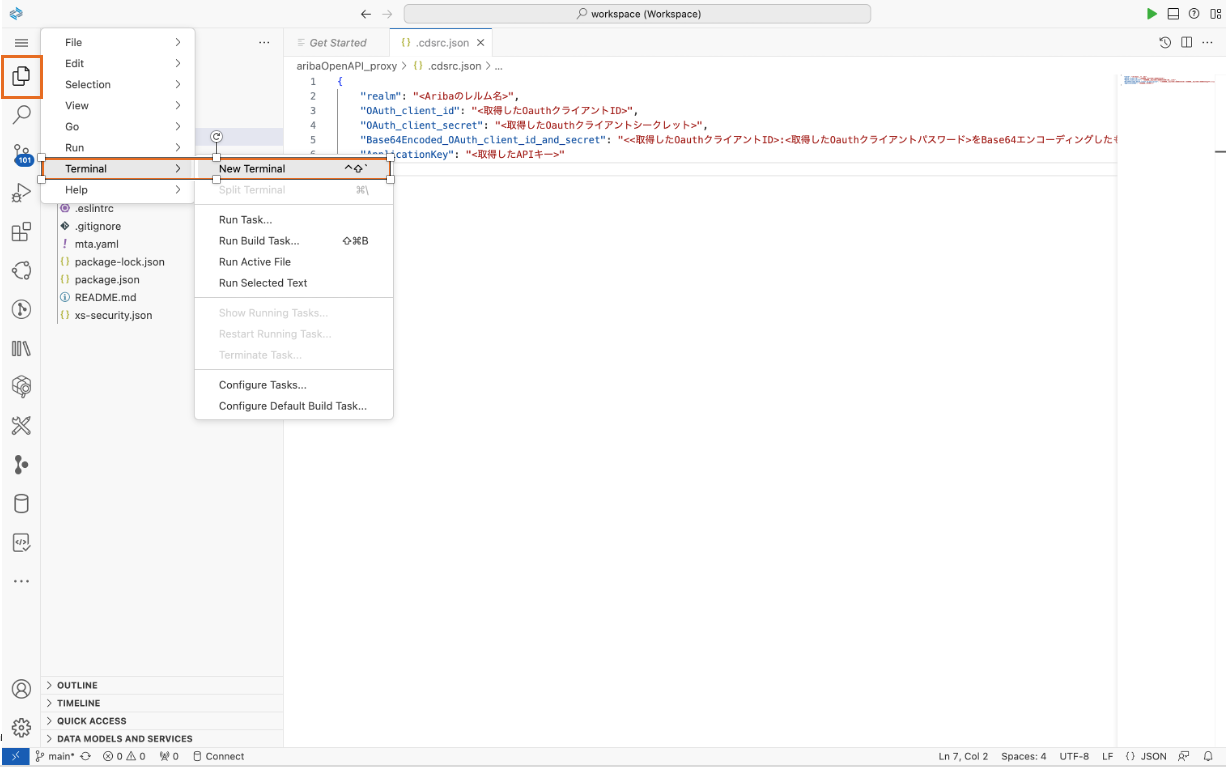 workspace (Workspace)
File
Edit
Selection
View
Go
Run
Terminal
Help
New Terminal ^⇧`
Split Terminal ⌘\
Run Task...
Run Build Task... ⇧⌘B
Run Active File
Run Selected Text
Show Running Tasks...
Restart Running Task...
Terminate Task...
Configure Tasks...
Configure Default Build Task...
101
.eslintrc
.gitignore
! mta.yaml
{} package-lock.json
{} package.json
README.md
{} xs-security.json
OUTLINE
TIMELINE
QUICK ACCESS
DATA MODELS AND SERVICES
Get Started
{} .cdsrc.json
aribaOpenAPI_proxy > {} .cdsrc.json > ...
1 {
2 "realm": "<Aribaのレルム名>",
3 "OAuth_client_id": "<取得したOauthクライアントID>",
4 "OAuth_client_secret": "<取得したOauthクライアントシークレット>",
5 "Base64Encoded_OAuth_client_id_and_secret": "<<取得したOauthクライアントID>:<取得したOauthクライアントパスワード>をBase64エンコーディングしたも
6 "ApplicationKey": "<取得したAPIキー>"
main* 0 0 0 Connect
Ln 7, Col 2 Spaces: 4 UTF-8 LF {} JSON